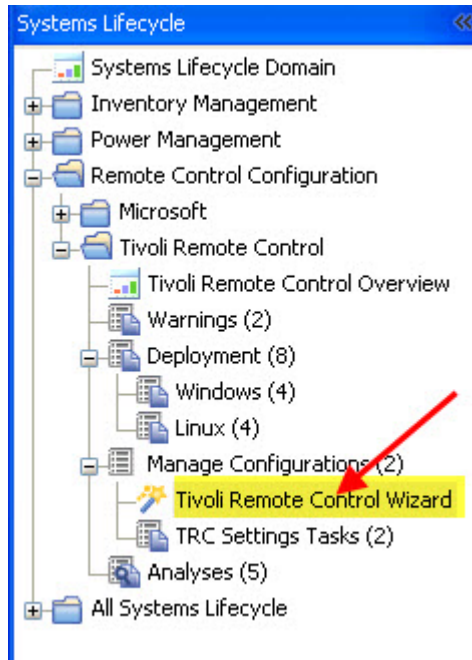 Systems Lifecycle
Systems Lifecycle Domain
Inventory Management
Power Management
Remote Control Configuration
Microsoft
Tivoli Remote Control
Tivoli Remote Control Overview
Warnings (2)
Deployment (8)
Windows (4)
Linux (4)
Manage Configurations (2)
Tivoli Remote Control Wizard
TRC Settings Tasks (2)
Analyses (5)
All Systems Lifecycle